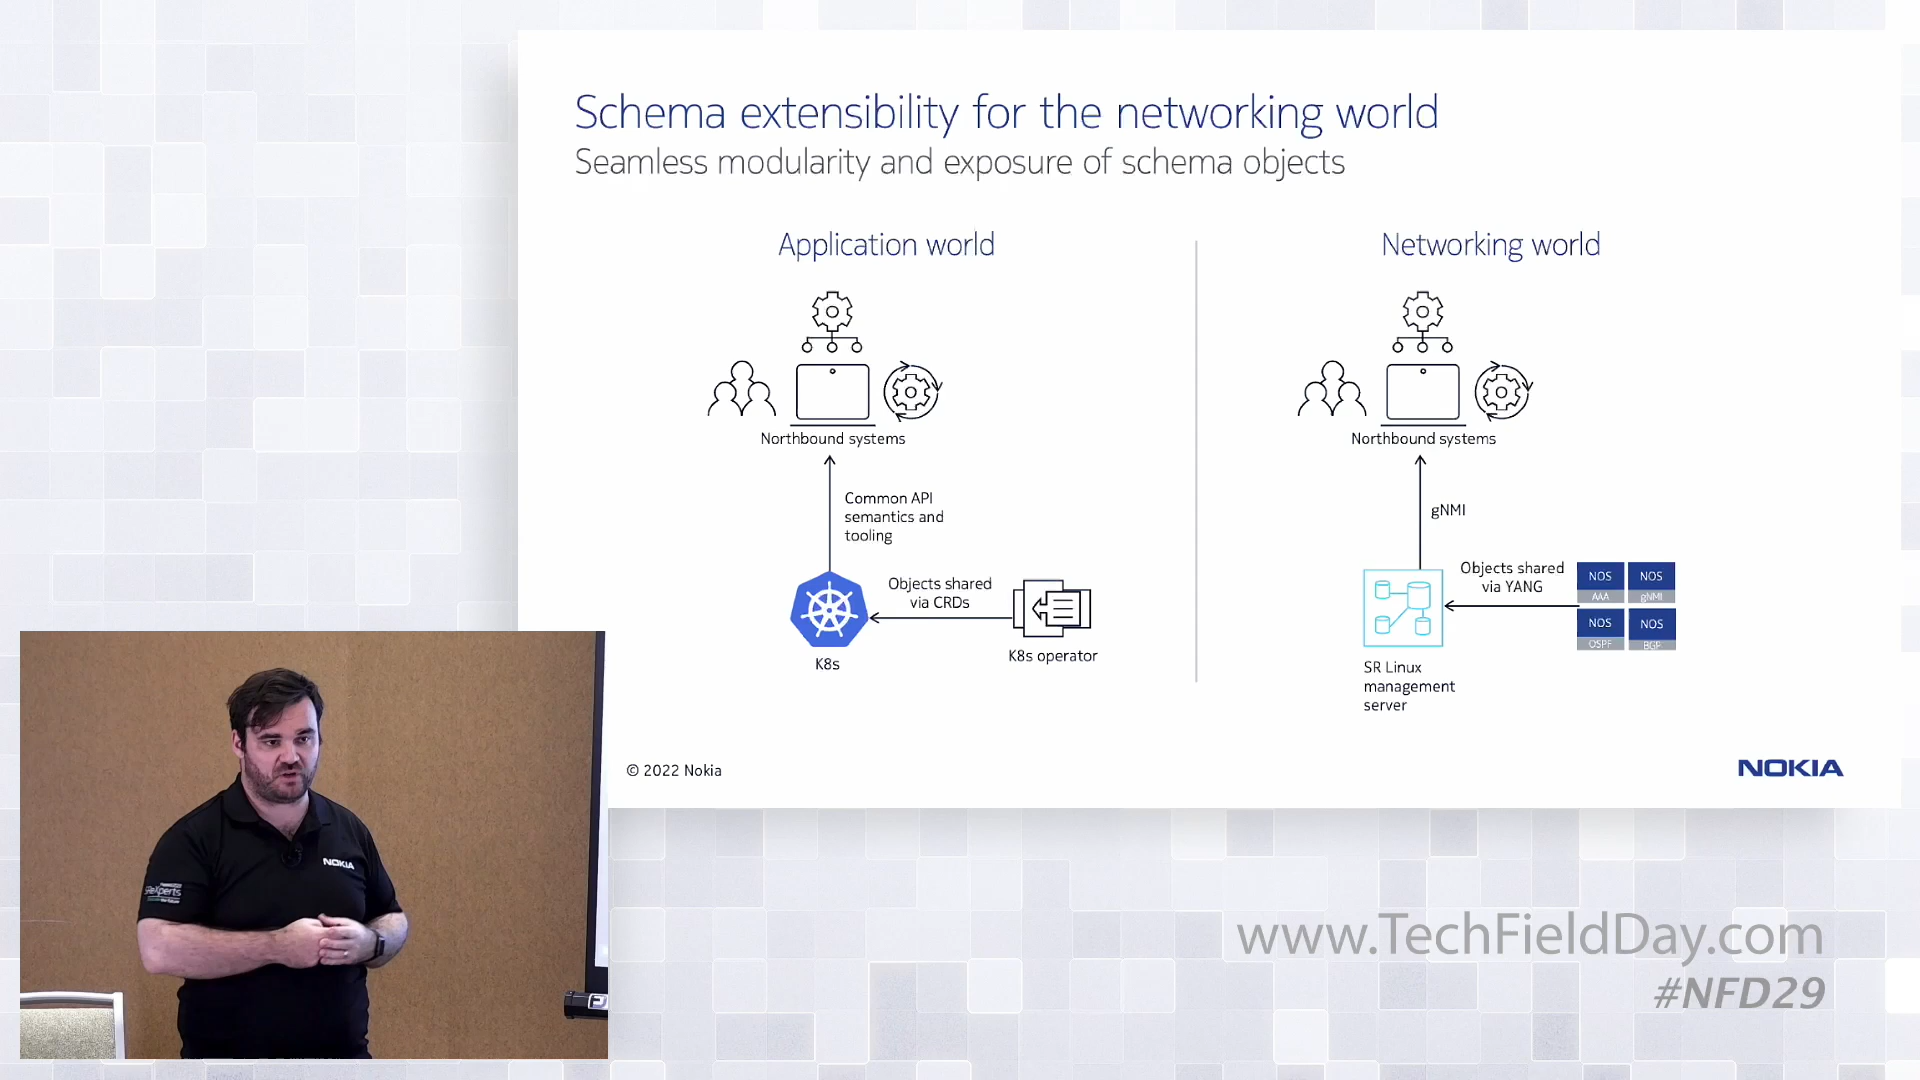 Schema extensibility for the networking world
Seamless modularity and exposure of schema objects
Application world
Northbound systems
Common API
semantics and
tooling
Objects shared
via CRDs
K8s
K8s operator
Networking world
Northbound systems
gNMI
Objects shared
via YANG
NOS
AAA
NOS
gNMI
NOS
OSPF
NOS
BGP
SR Linux
management
server
© 2022 Nokia
NOKIA
NOKIA
SReXperts
www.TechFieldDay.com
#NFD29